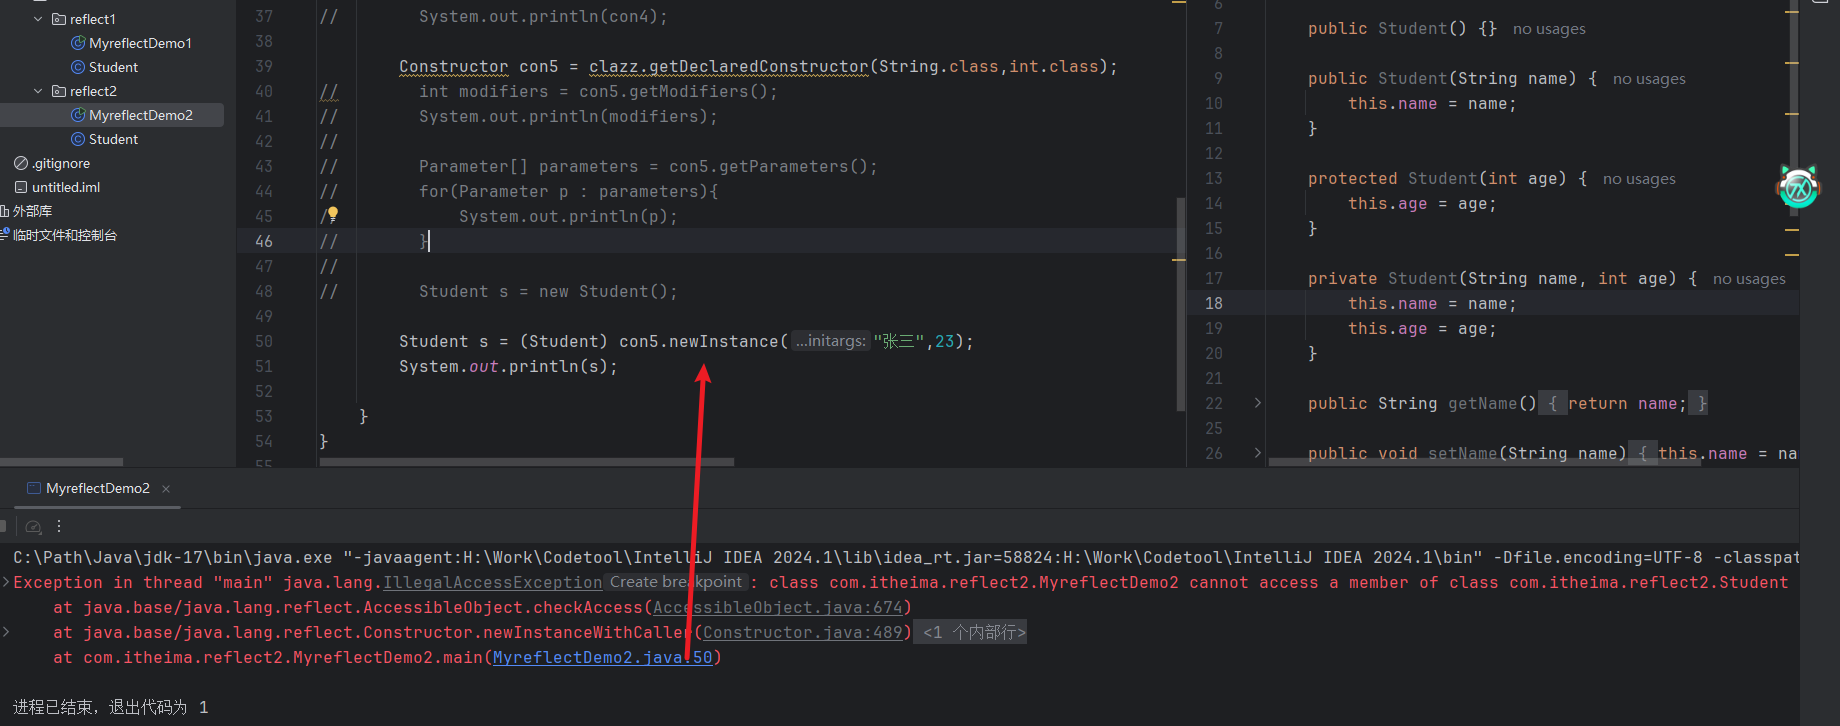 reflect1
MyreflectDemo1
Student
reflect2
MyreflectDemo2
Student
.gitignore
untitled.iml
外部库
临时文件和控制台
37 // System.out.println(con4);
38
39 Constructor con5 = clazz.getDeclaredConstructor(String.class,int.class);
40 // int modifiers = con5.getModifiers();
41 // System.out.println(modifiers);
42 //
43 // Parameter[] parameters = con5.getParameters();
44 // for(Parameter p : parameters){
45 / System.out.println(p);
46 // }
47 //
48 // Student s = new Student();
49
50 Student s = (Student) con5.newInstance( ...initargs: "张三",23);
51 System.out.println(s);
52
53 }
54 }
55
6
7 public Student() {} no usages
8
9 public Student(String name) { no usages
10 this.name = name;
11 }
12
13 protected Student(int age) { no usages
14 this.age = age;
15 }
16
17 private Student(String name, int age) { no usages
18 this.name = name;
19 this.age = age;
20 }
21
22 public String getName() { return name; }
25
26 public void setName(String name) { this.name = na
7X
MyreflectDemo2 ×
C:\Path\Java\jdk-17\bin\java.exe "-javaagent:H:\Work\Codetool\IntelliJ IDEA 2024.1\lib\idea_rt.jar=58824:H:\Work\Codetool\IntelliJ IDEA 2024.1\bin" -Dfile.encoding=UTF-8 -classpat
Exception in thread "main" java.lang.IllegalAccessException Create breakpoint : class com.itheima.reflect2.MyreflectDemo2 cannot access a member of class com.itheima.reflect2.Student
at java.base/java.lang.reflect.AccessibleObject.checkAccess(AccessibleObject.java:674)
at java.base/java.lang.reflect.Constructor.newInstanceWithCaller(Constructor.java:489) <1 个内部行>
at com.itheima.reflect2.MyreflectDemo2.main(MyreflectDemo2.java:50)
进程已结束，退出代码为 1